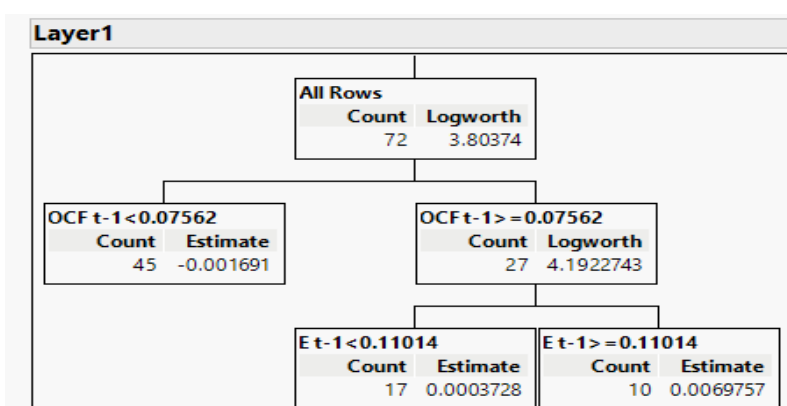 Layer1
All Rows
Count Logworth
72 3.80374
OCF t-1<0.07562
Count Estimate
45 -0.001691
OCF t-1>=0.07562
Count Logworth
27 4.1922743
E t-1<0.11014
Count Estimate
17 0.0003728
E t-1>=0.11014
Count Estimate
10 0.0069757